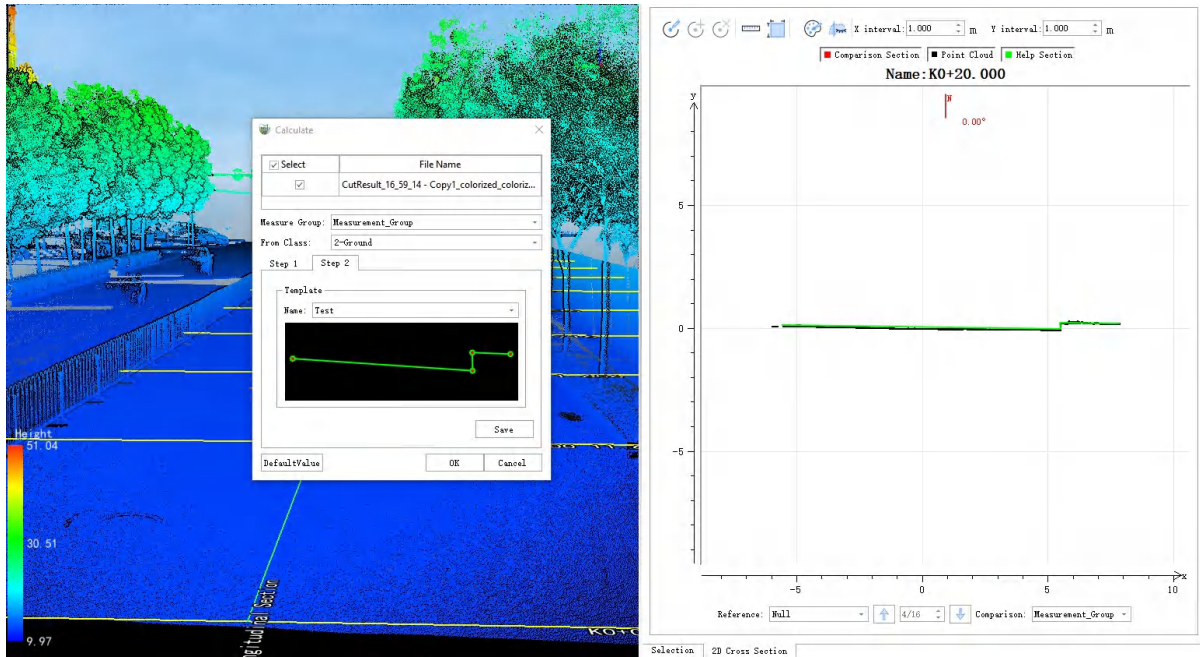 Calculate
Select
File Name
CutResult_16_59_14 - Copy1_colorized_coloriz...
Measure Group: Measurement_Group
From Class: 2-Ground
Step 1 Step 2
Template
Name: Test
Save
DefaultValue OK Cancel
Height
51.04
30.51
9.97
gitudinal Section
K0+0
X interval: 1.000 m Y interval: 1.000 m
Comparison Section Point Cloud Help Section
Name:K0+20.000
y
N
0.00°
5
0
-5
-5 0 5 10
x
Reference: Null 4/16 Comparison: Measurement_Group
Selection 2D Cross Section